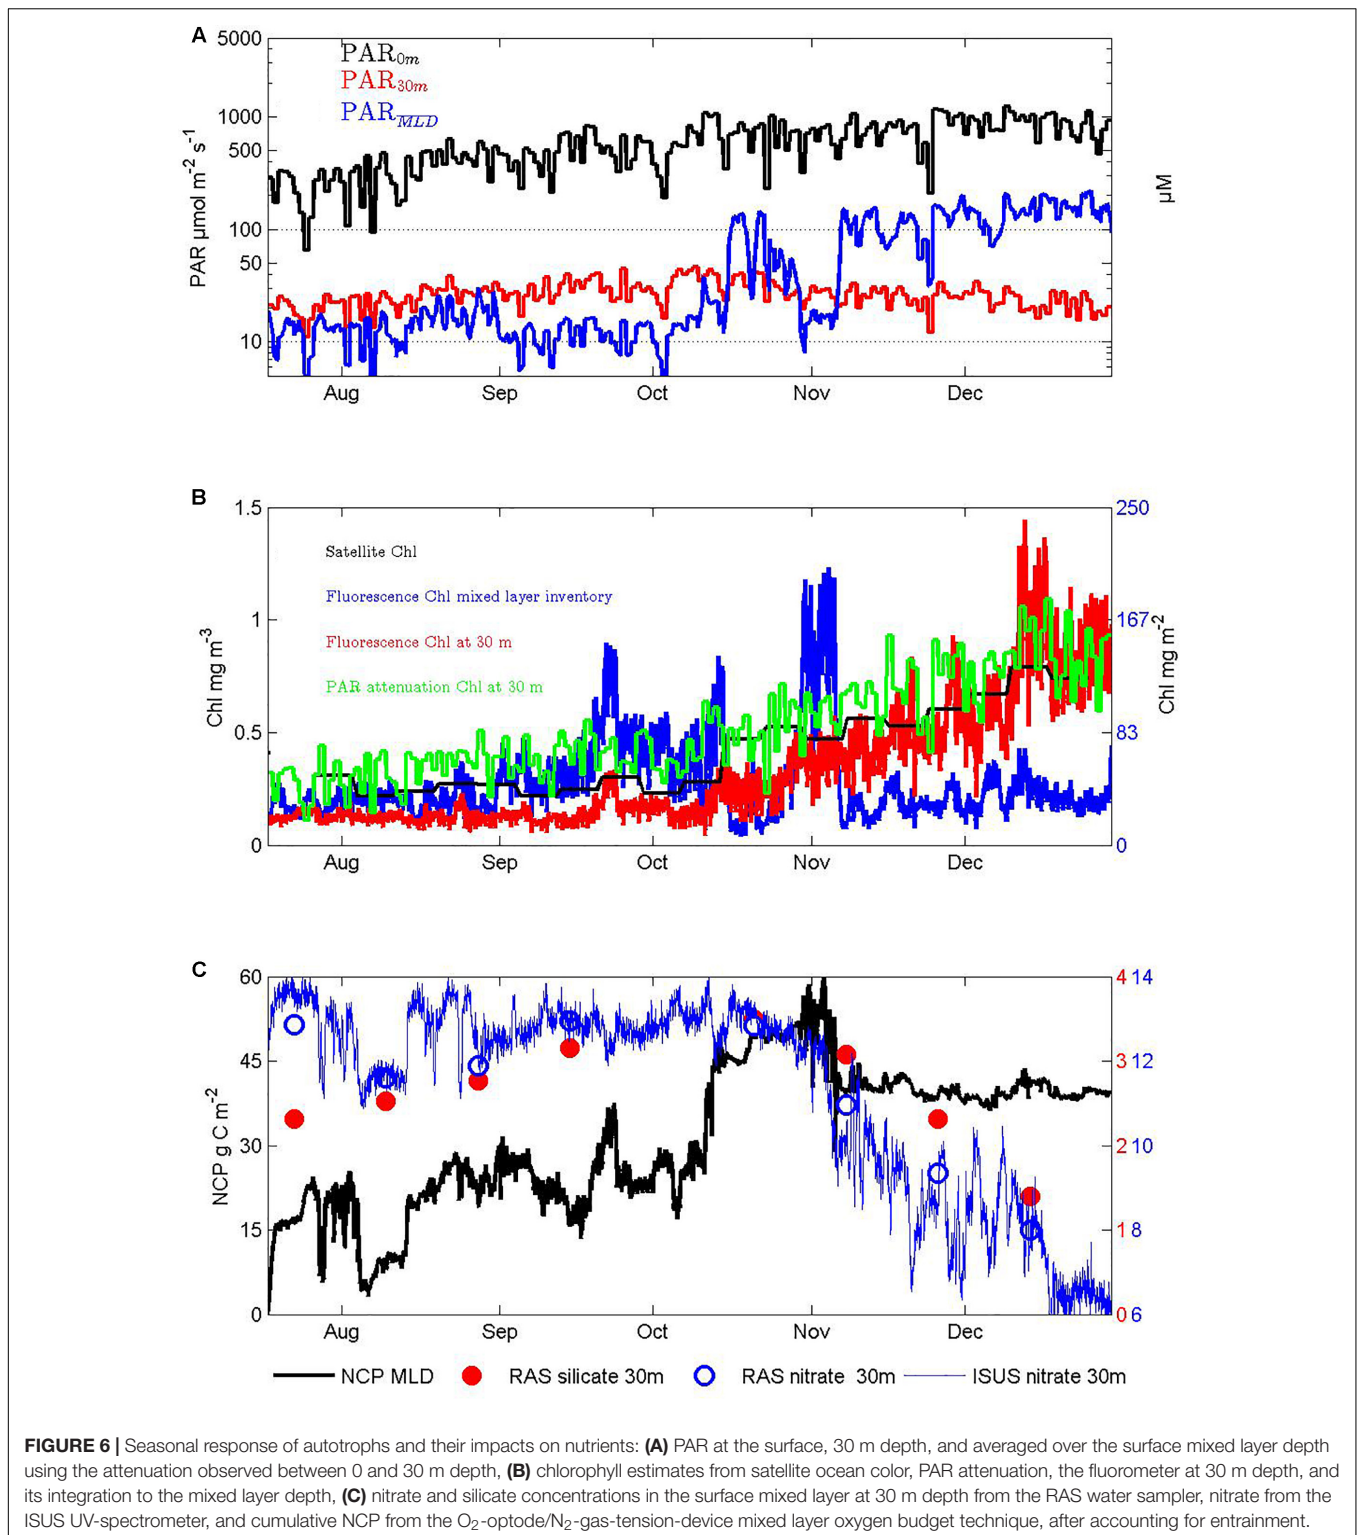 A
5000
1000
500
100
50
10
PAR µmol m-2 s-1
PAR0m
PAR30m
PARMLD
µM
Aug Sep Oct Nov Dec
B
1.5
1
0.5
0
Chl mg m-3
Satellite Chl
Fluorescence Chl mixed layer inventory
Fluorescence Chl at 30 m
PAR attenuation Chl at 30 m
250
167
83
0
Chl mg m-2
Aug Sep Oct Nov Dec
C
60
45
30
15
0
NCP g C m-2
4 14
3 12
2 10
1 8
0 6
Aug Sep Oct Nov Dec
NCP MLD RAS silicate 30m RAS nitrate 30m ISUS nitrate 30m
FIGURE 6 | Seasonal response of autotrophs and their impacts on nutrients: (A) PAR at the surface, 30 m depth, and averaged over the surface mixed layer depth
using the attenuation observed between 0 and 30 m depth, (B) chlorophyll estimates from satellite ocean color, PAR attenuation, the fluorometer at 30 m depth, and
its integration to the mixed layer depth, (C) nitrate and silicate concentrations in the surface mixed layer at 30 m depth from the RAS water sampler, nitrate from the
ISUS UV-spectrometer, and cumulative NCP from the O2-optode/N2-gas-tension-device mixed layer oxygen budget technique, after accounting for entrainment.